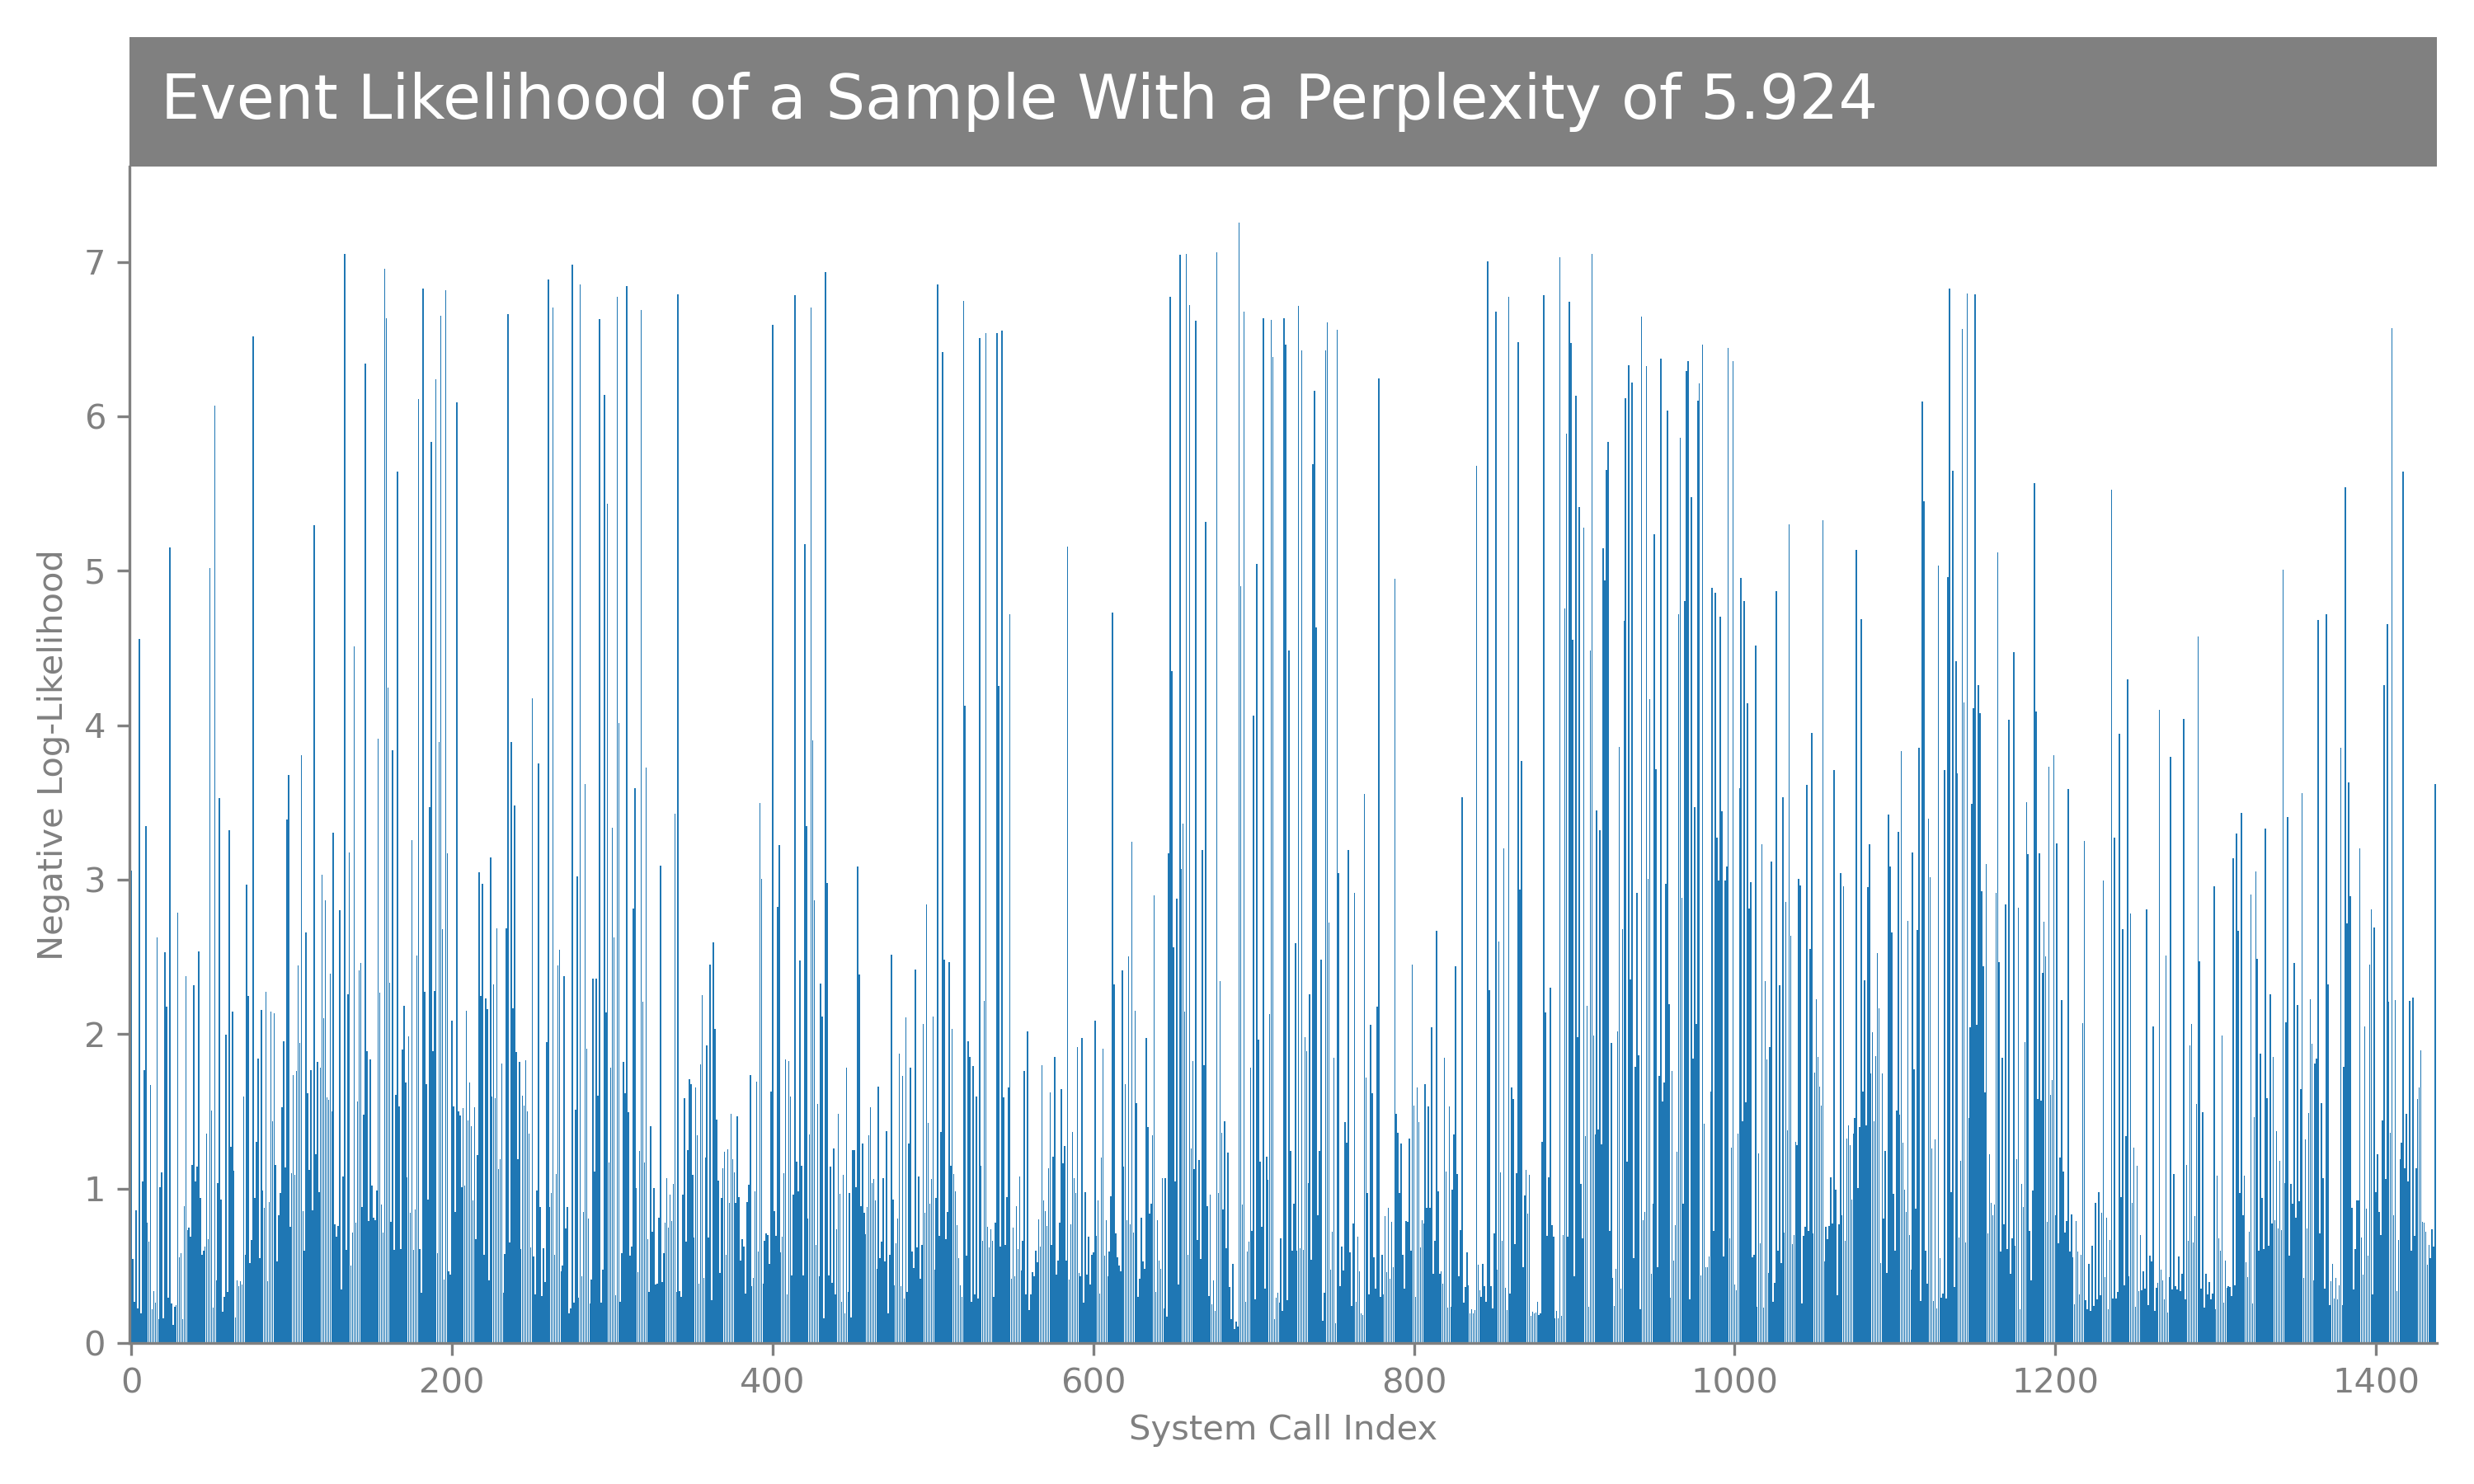 Event Likelihood of a Sample With a Perplexity of 5.924
7
6
5
4
3
2
1
0
Negative Log-Likelihood
0 200 400 600 800 1000 1200 1400
System Call Index